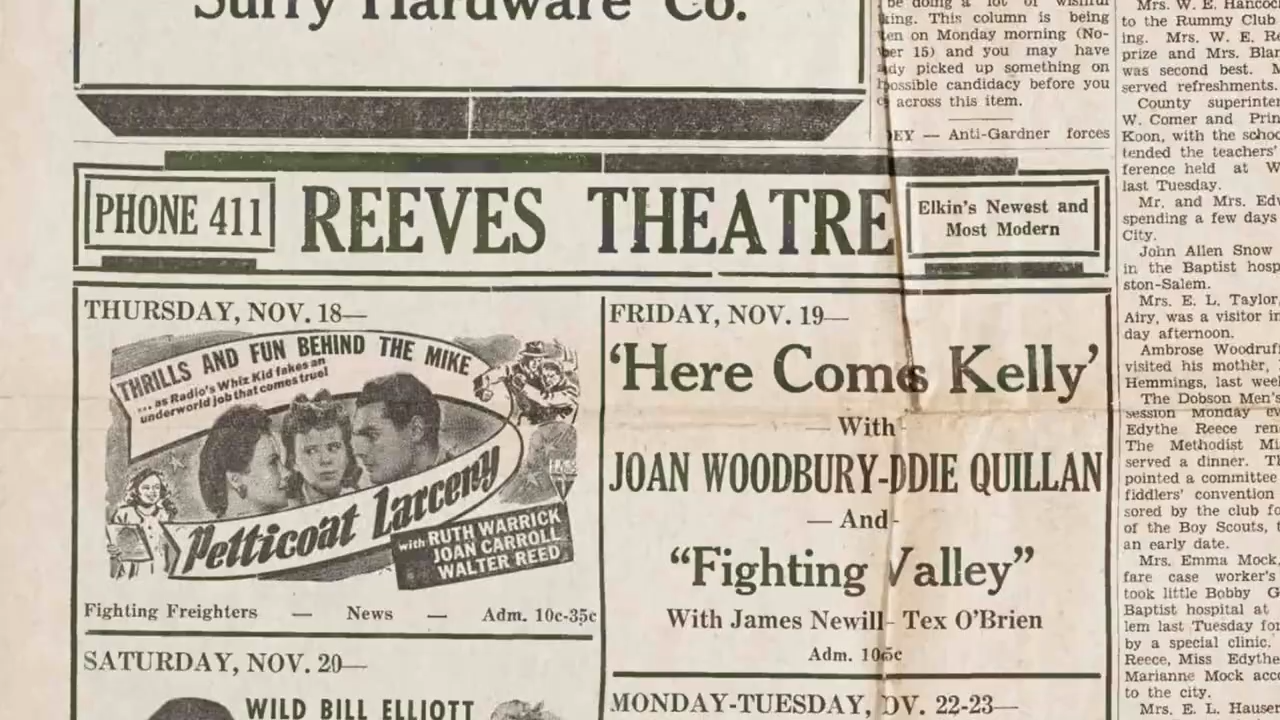 Surry Hardware Co.
PHONE 411
REEVES THEATRE
Elkin's Newest and
Most Modern
THURSDAY, NOV. 18—
THRILLS AND FUN BEHIND THE MIKE
... as Radio's Whiz Kid fakes an
underworld job that comes true!
Petticoat Larceny
with RUTH WARRICK
JOAN CARROLL
WALTER REED
Fighting Freighters — News — Adm. 10c-35c
SATURDAY, NOV. 20—
WILD BILL ELLIOTT
FRIDAY, NOV. 19—
'Here Comes Kelly'
— With
JOAN WOODBURY-DDIE QUILLAN
— And -
"Fighting Valley"
With James Newill- Tex O'Brien
Adm.
MONDAY-TUESDAY, OV. 22-23—
be doing a lot of wishful
king. This column is being
en on Monday morning (No-
ber 15) and you may have
dy picked up something on
possible candidacy before you
across this item.
EY — Anti-Gardner forces
Mrs. W. E. Hancoc
to the Rummy Club
ing. Mrs. W. E. Re
prize and Mrs. Blan
was second best. M
served refreshments.
County superinte
W. Comer and Prin
Koon, with the schoo
tended the teachers'
ference held at W
last Tuesday.
Mr. and Mrs. Edw
spending a few days
City.
John Allen Snow
in the Baptist hosp
ston-Salem.
Mrs. E. L. Taylor,
Airy, was a visitor in
day afternoon.
Ambrose Woodruff
visited his mother,
Hemmings, last week
The Dobson Men's
session Monday ev
Edythe Reece ren
The Methodist Mi
served a dinner. Th
pointed a committee
fiddlers' convention
sored by the club fo
of the Boy Scouts,
an early date.
Mrs. Emma Mock,
fare case worker's
took little Bobby G
Baptist hospital at
lem last Tuesday for
by a special clinic.
Reece, Miss Edythe
Marianne Mock acco
to the city.
Mrs. E. L. Hauser